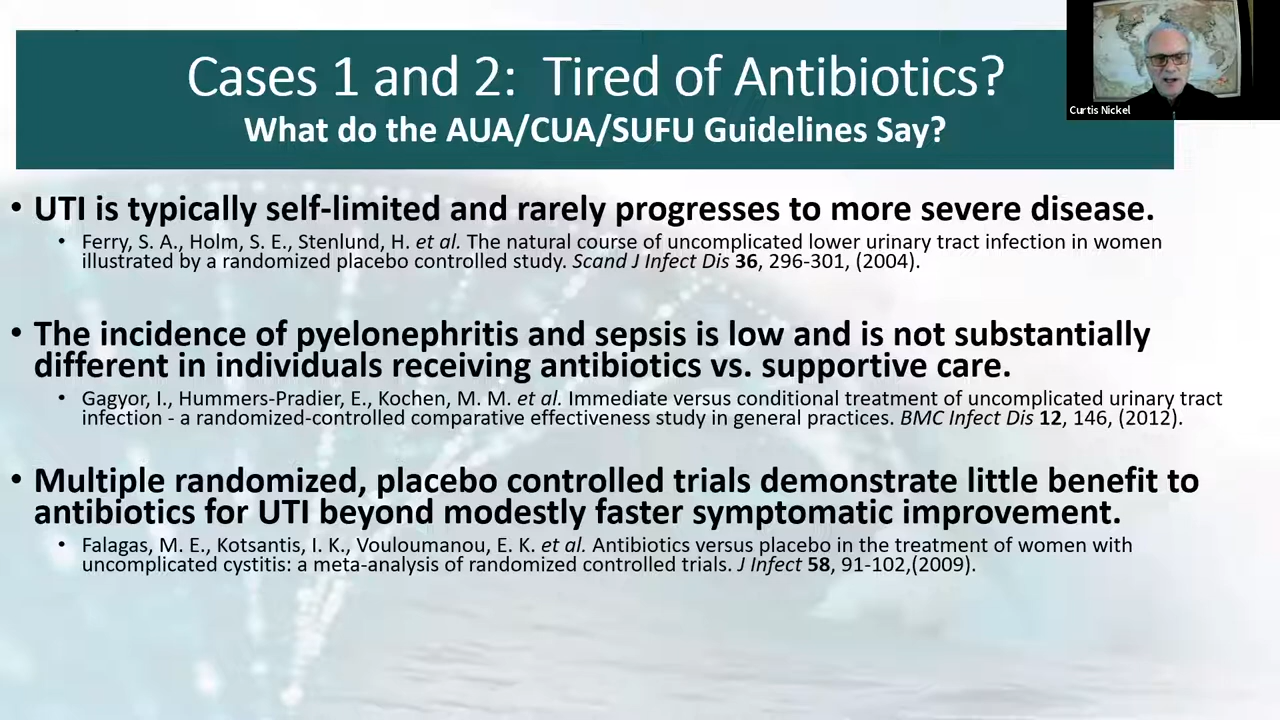 Cases 1 and 2: Tired of Antibiotics?
What do the AUA/CUA/SUFU Guidelines Say?
Curtis Nickel
• UTI is typically self-limited and rarely progresses to more severe disease.
• Ferry, S. A., Holm, S. E., Stenlund, H. et al. The natural course of uncomplicated lower urinary tract infection in women
illustrated by a randomized placebo controlled study. Scand J Infect Dis 36, 296-301, (2004).
• The incidence of pyelonephritis and sepsis is low and is not substantially
different in individuals receiving antibiotics vs. supportive care.
• Gagyor, I., Hummers-Pradier, E., Kochen, M. M. et al. Immediate versus conditional treatment of uncomplicated urinary tract
infection - a randomized-controlled comparative effectiveness study in general practices. BMC Infect Dis 12, 146, (2012).
• Multiple randomized, placebo controlled trials demonstrate little benefit to
antibiotics for UTI beyond modestly faster symptomatic improvement.
• Falagas, M. E., Kotsantis, I. K., Vouloumanou, E. K. et al. Antibiotics versus placebo in the treatment of women with
uncomplicated cystitis: a meta-analysis of randomized controlled trials. J Infect 58, 91-102,(2009).